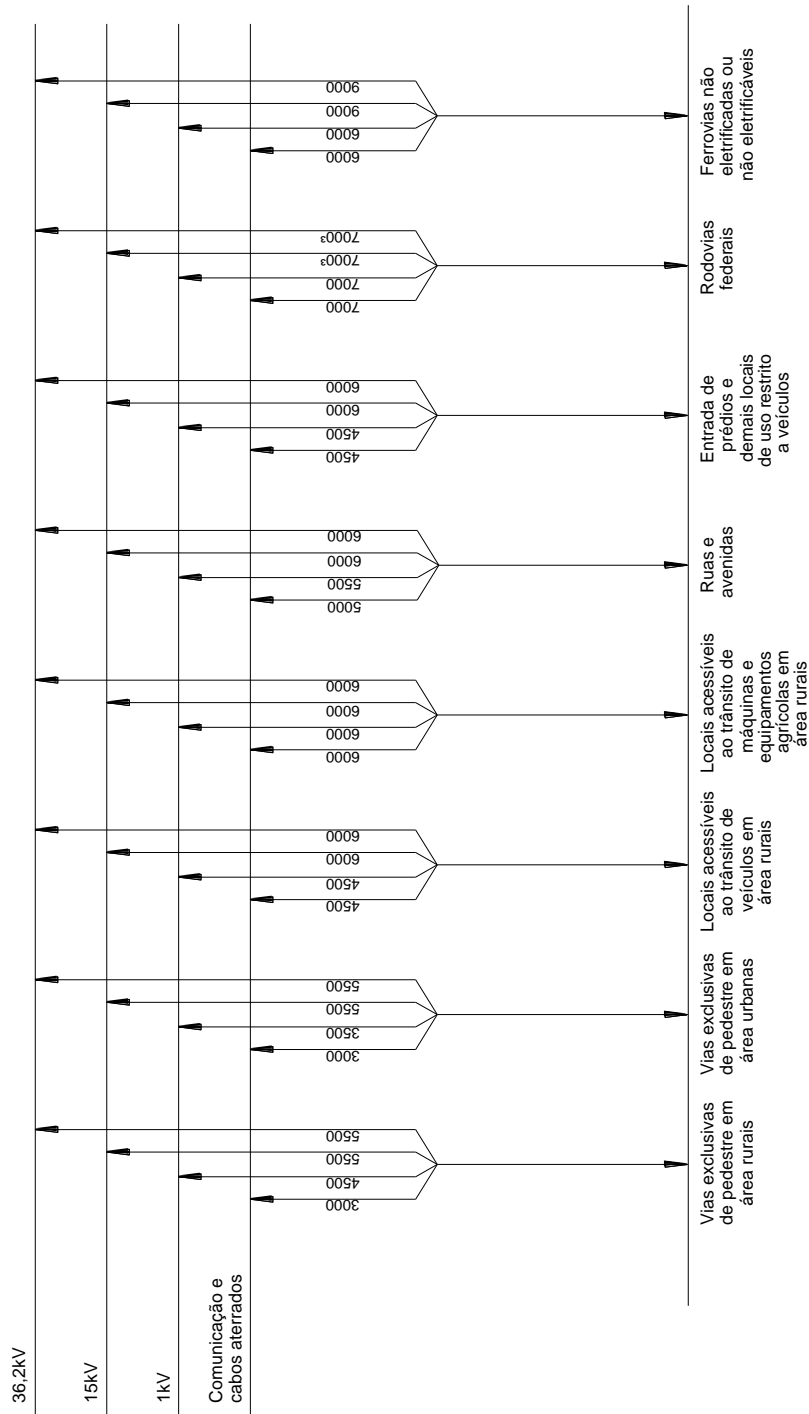 36,2kV
15kV
1kV
Comunicação e
cabos aterrados
3000
4500
5500
5500
3000
3500
5500
5500
4500
4500
6000
6000
6000
6000
6000
6000
5000
5500
6000
6000
4500
4500
6000
6000
7000
7000
7000³
7000³
6000
6000
9000
9000
Vias exclusivas
de pedestre em
área rurais
Vias exclusivas
de pedestre em
área urbanas
Locais acessíveis
ao trânsito de
veículos em
área rurais
Locais acessíveis
ao trânsito de
máquinas e
equipamentos
agrícolas em
área rurais
Ruas e
avenidas
Entrada de
prédios e
demais locais
de uso restrito
a veículos
Rodovias
federais
Ferrovias não
eletrificadas ou
não eletrificáveis